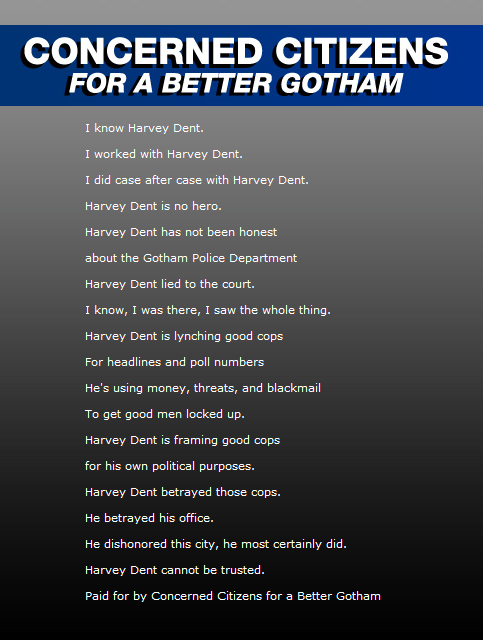 CONCERNED CITIZENS
FOR A BETTER GOTHAM
I know Harvey Dent.
I worked with Harvey Dent.
I did case after case with Harvey Dent.
Harvey Dent is no hero.
Harvey Dent has not been honest
about the Gotham Police Department
Harvey Dent lied to the court.
I know, I was there, I saw the whole thing.
Harvey Dent is lynching good cops
For headlines and poll numbers
He's using money, threats, and blackmail
To get good men locked up.
Harvey Dent is framing good cops
for his own political purposes.
Harvey Dent betrayed those cops.
He betrayed his office.
He dishonored this city, he most certainly did.
Harvey Dent cannot be trusted.
Paid for by Concerned Citizens for a Better Gotham